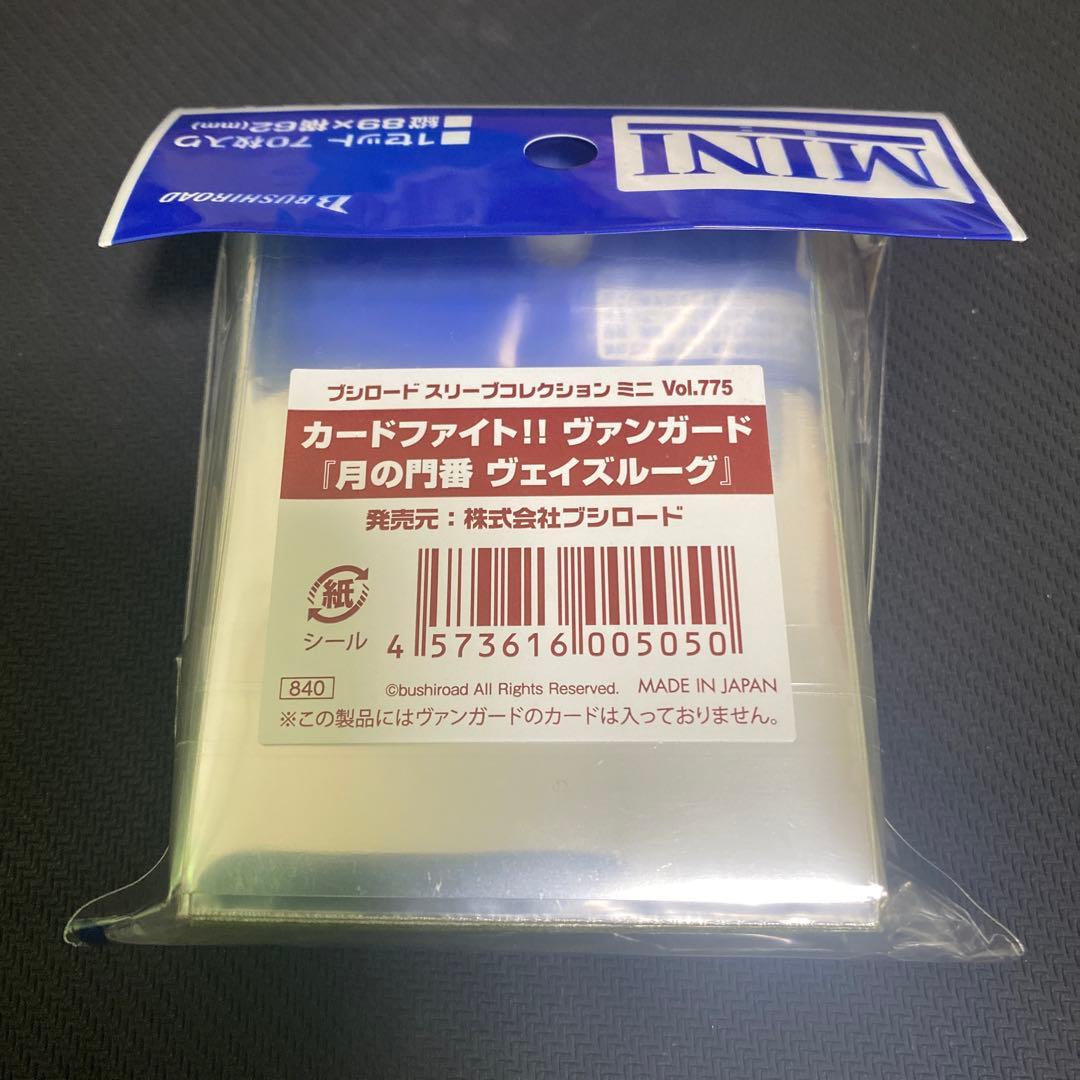 MINI
■1セット 70枚入り
■縦89×横62(mm)
BUSHIROAD
ブシロード スリーブコレクション ミニ Vol.775
カードファイト!! ヴァンガード
『月の門番 ヴェイズルーグ』
発売元：株式会社ブシロード
紙
シール
4 573616 005050
840
©bushiroad All Rights Reserved. MADE IN JAPAN
※この製品にはヴァンガードのカードは入っておりません。